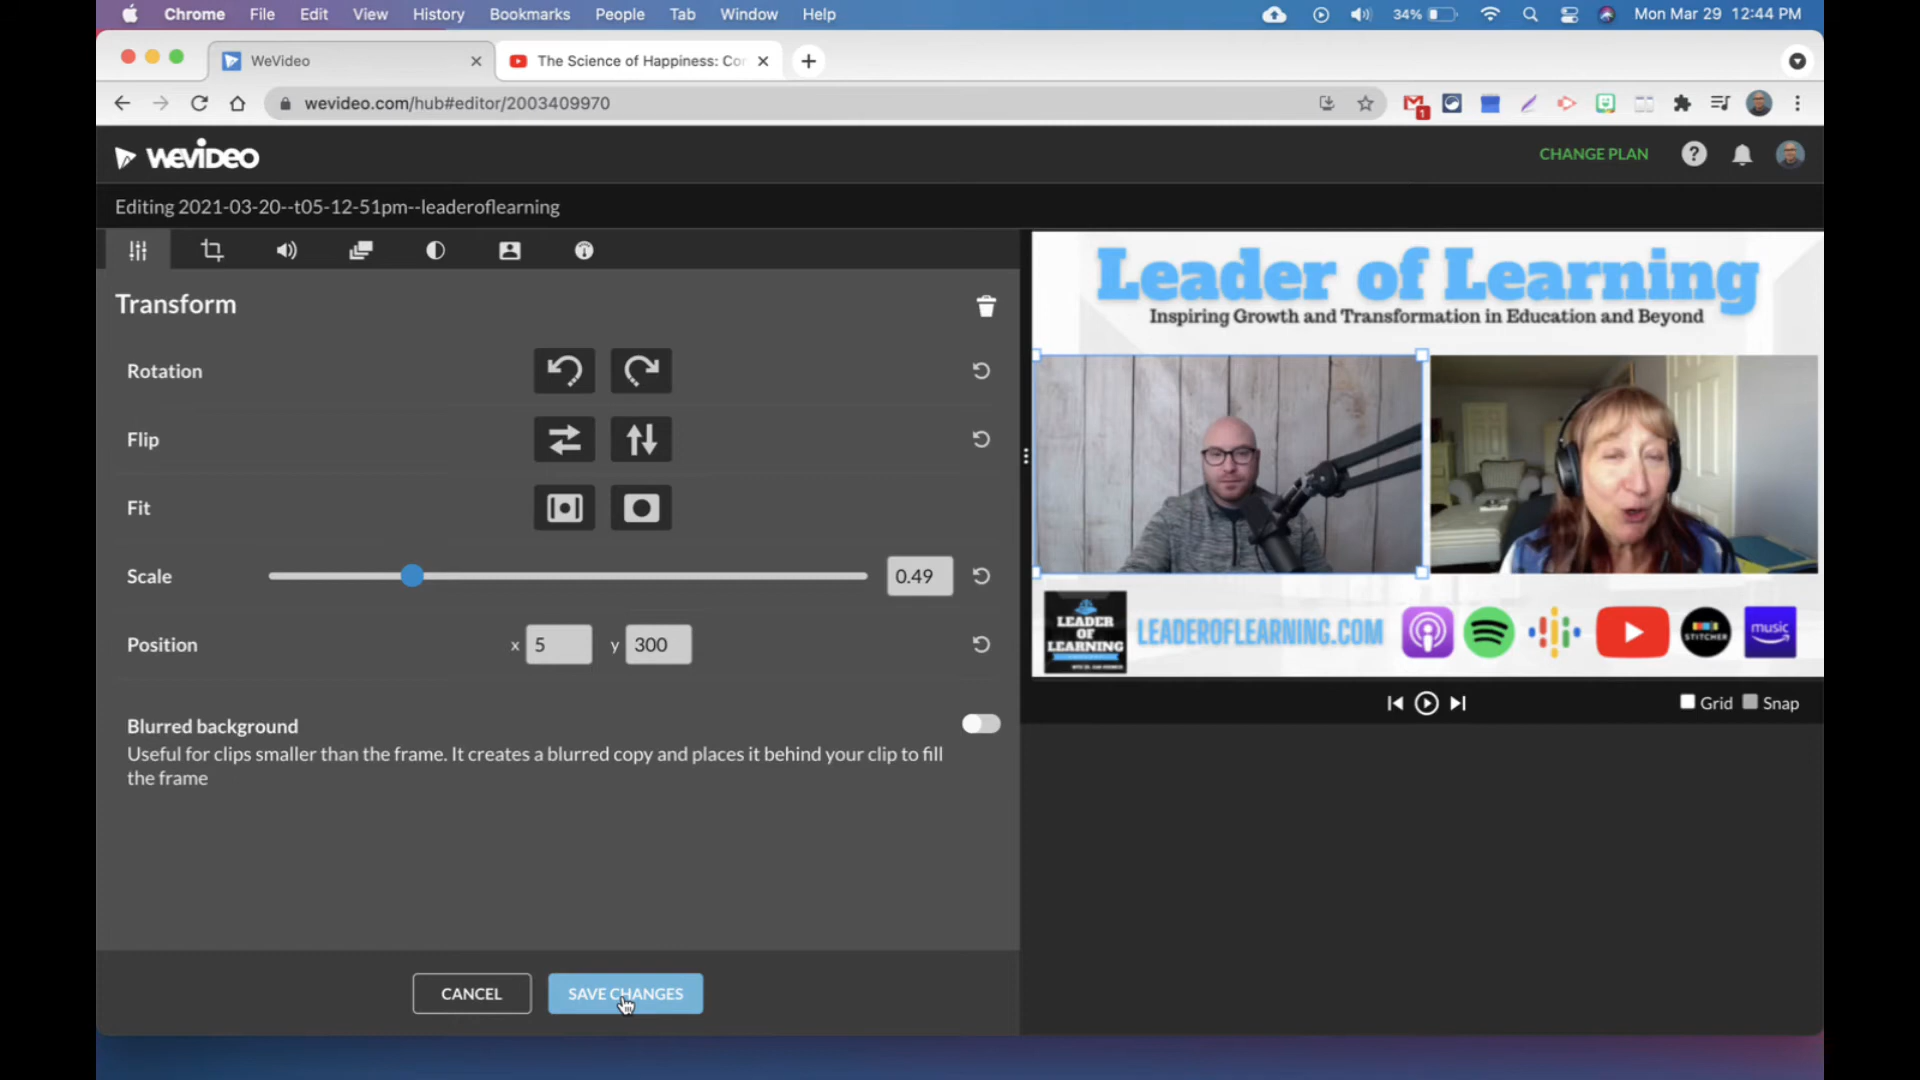 Chrome File Edit View History Bookmarks People Tab Window Help 34% Mon Mar 29 12:44 PM
WeVideo The Science of Happiness: Cor
wevideo.com/hub#editor/2003409970 1
WEVIDEO CHANGE PLAN ?
Editing 2021-03-20--t05-12-51pm--leaderoflearning
Transform
Rotation
Flip
Fit
Scale 0.49
Position x 5 y 300
Blurred background
Useful for clips smaller than the frame. It creates a blurred copy and places it behind your clip to fill
the frame
CANCEL SAVE CHANGES
Leader of Learning
Inspiring Growth and Transformation in Education and Beyond
LEADER
OF
LEARNING
LEADEROFLEARNING.COM
STITCHER
music
Grid Snap